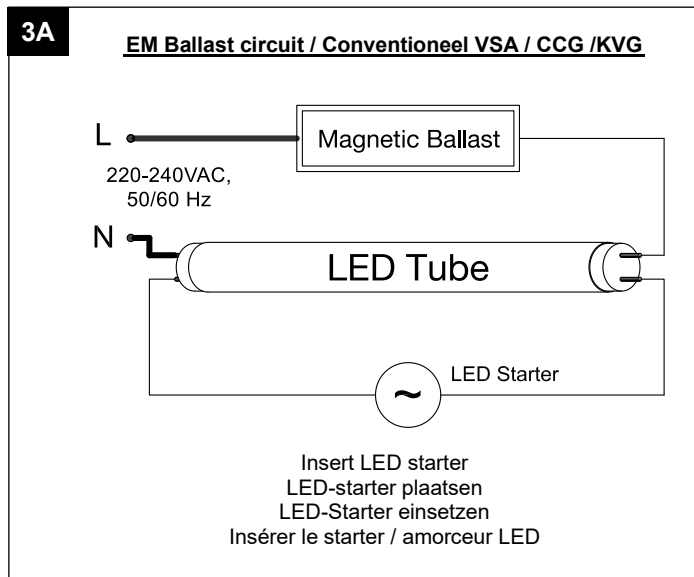 3A
EM Ballast circuit / Conventioneel VSA / CCG /KVG
L
Magnetic Ballast
220-240VAC,
50/60 Hz
N
LED Tube
LED Starter
~
Insert LED starter
LED-starter plaatsen
LED-Starter einsetzen
Insérer le starter / amorceur LED